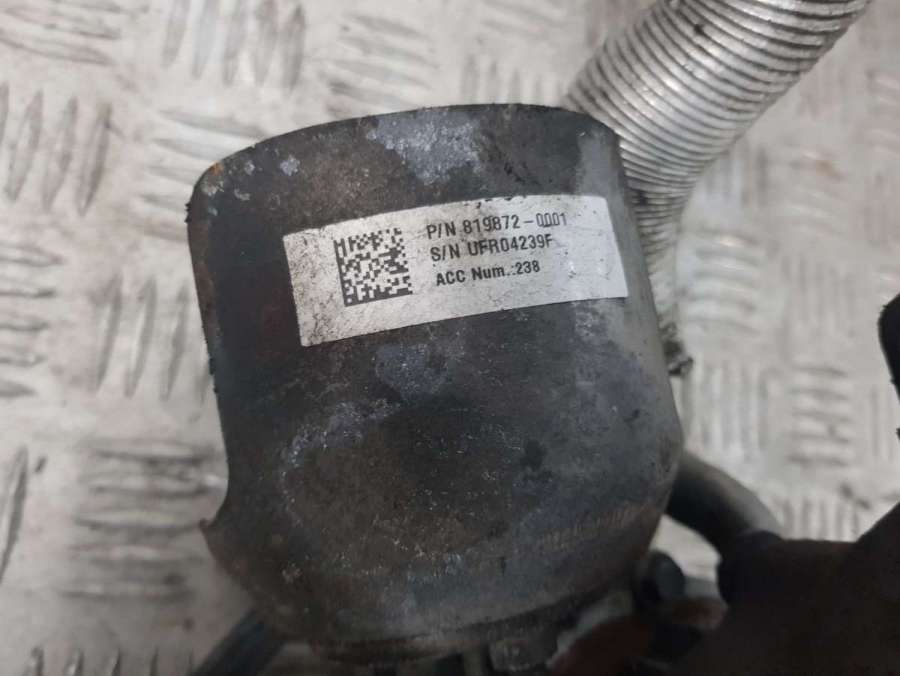 P/N 819872-0001
S/N UFR04239F
ACC Num.:238